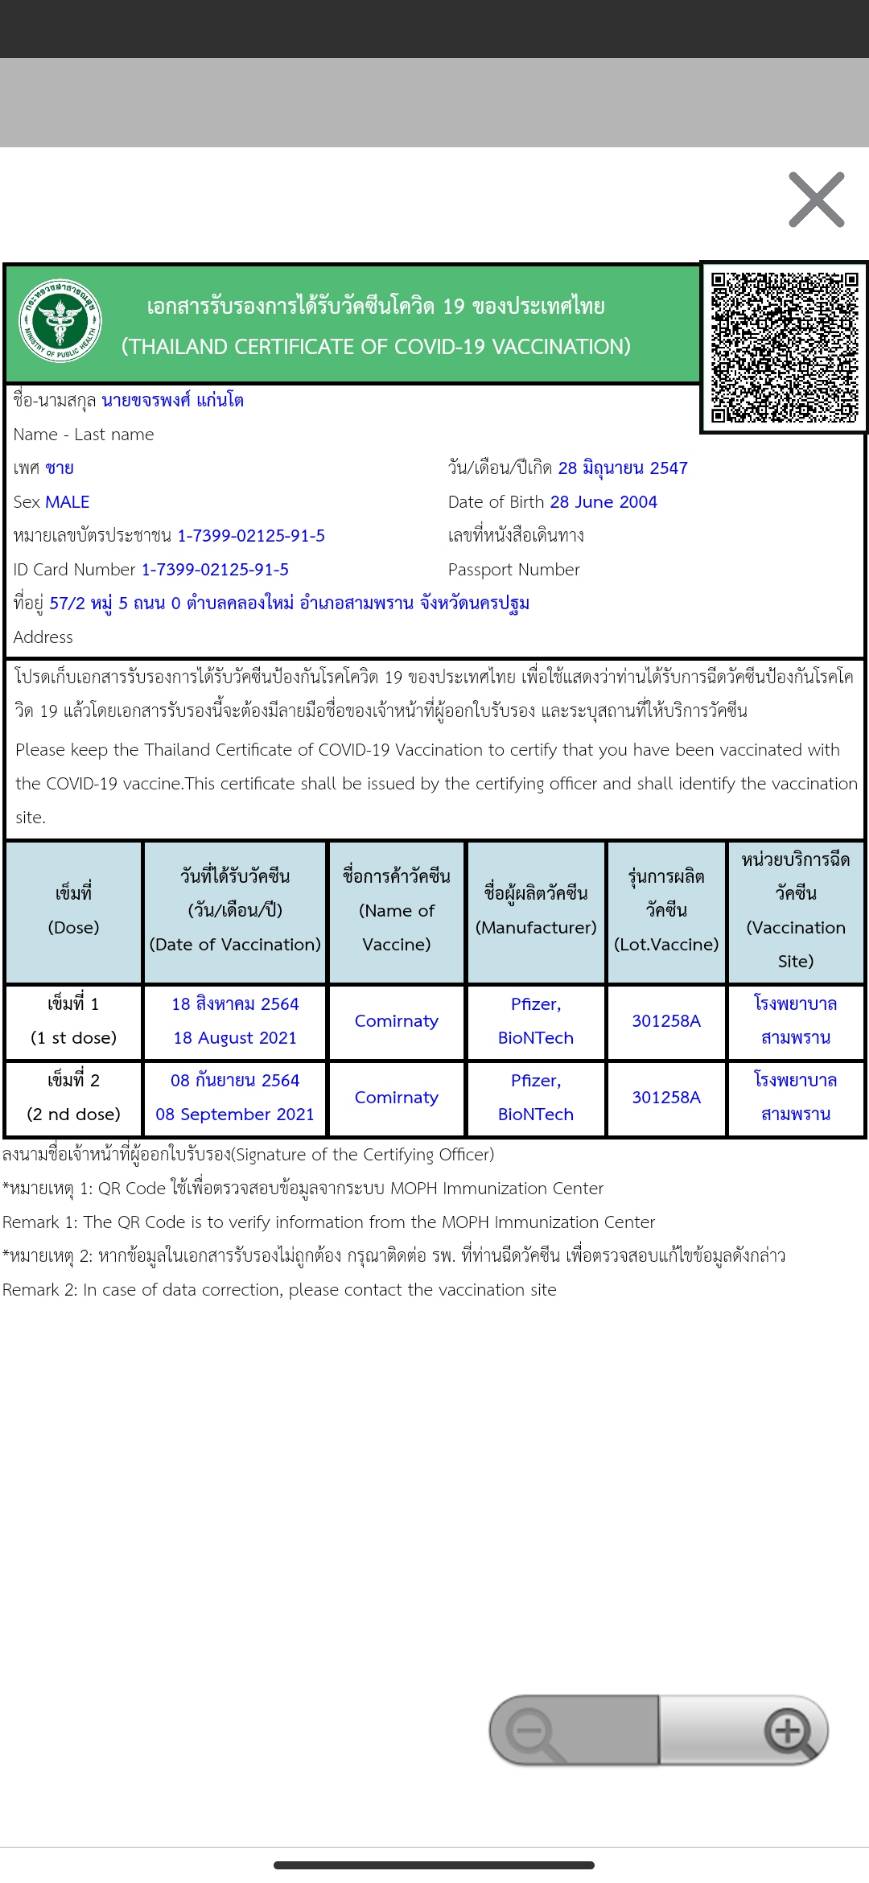 กระทรวงสาธารณสุข
MINISTRY OF PUBLIC HEALTH
เอกสารรับรองการได้รับวัคซีนโควิด 19 ของประเทศไทย
(THAILAND CERTIFICATE OF COVID-19 VACCINATION)
ชื่อ-นามสกุล นายขจรพงศ์ แก่นโต
Name - Last name
เพศ ชาย วัน/เดือน/ปีเกิด 28 มิถุนายน 2547
Sex MALE Date of Birth 28 June 2004
หมายเลขบัตรประชาชน 1-7399-02125-91-5 เลขที่หนังสือเดินทาง
ID Card Number 1-7399-02125-91-5 Passport Number
ที่อยู่ 57/2 หมู่ 5 ถนน 0 ตำบลคลองใหม่ อำเภอสามพราน จังหวัดนครปฐม
Address
โปรดเก็บเอกสารรับรองการได้รับวัคซีนป้องกันโรคโควิด 19 ของประเทศไทย เพื่อใช้แสดงว่าท่านได้รับการฉีดวัคซีนป้องกันโรคโค
วิด 19 แล้วโดยเอกสารรับรองนี้จะต้องมีลายมือชื่อของเจ้าหน้าที่ผู้ออกใบรับรอง และระบุสถานที่ให้บริการวัคซีน
Please keep the Thailand Certificate of COVID-19 Vaccination to certify that you have been vaccinated with
the COVID-19 vaccine.This certificate shall be issued by the certifying officer and shall identify the vaccination
site.
เข็มที่
(Dose)
วันที่ได้รับวัคซีน
(วัน/เดือน/ปี)
(Date of Vaccination)
ชื่อการค้าวัคซีน
(Name of
Vaccine)
ชื่อผู้ผลิตวัคซีน
(Manufacturer)
รุ่นการผลิต
วัคซีน
(Lot.Vaccine)
หน่วยบริการฉีด
วัคซีน
(Vaccination
Site)
เข็มที่ 1
(1 st dose)
18 สิงหาคม 2564
18 August 2021
Comirnaty
Pfizer,
BioNTech
301258A
โรงพยาบาล
สามพราน
เข็มที่ 2
(2 nd dose)
08 กันยายน 2564
08 September 2021
Comirnaty
Pfizer,
BioNTech
301258A
โรงพยาบาล
สามพราน
ลงนามชื่อเจ้าหน้าที่ผู้ออกใบรับรอง(Signature of the Certifying Officer)
*หมายเหตุ 1: QR Code ใช้เพื่อตรวจสอบข้อมูลจากระบบ MOPH Immunization Center
Remark 1: The QR Code is to verify information from the MOPH Immunization Center
*หมายเหตุ 2: หากข้อมูลในเอกสารรับรองไม่ถูกต้อง กรุณาติดต่อ รพ. ที่ท่านฉีดวัคซีน เพื่อตรวจสอบแก้ไขข้อมูลดังกล่าว
Remark 2: In case of data correction, please contact the vaccination site